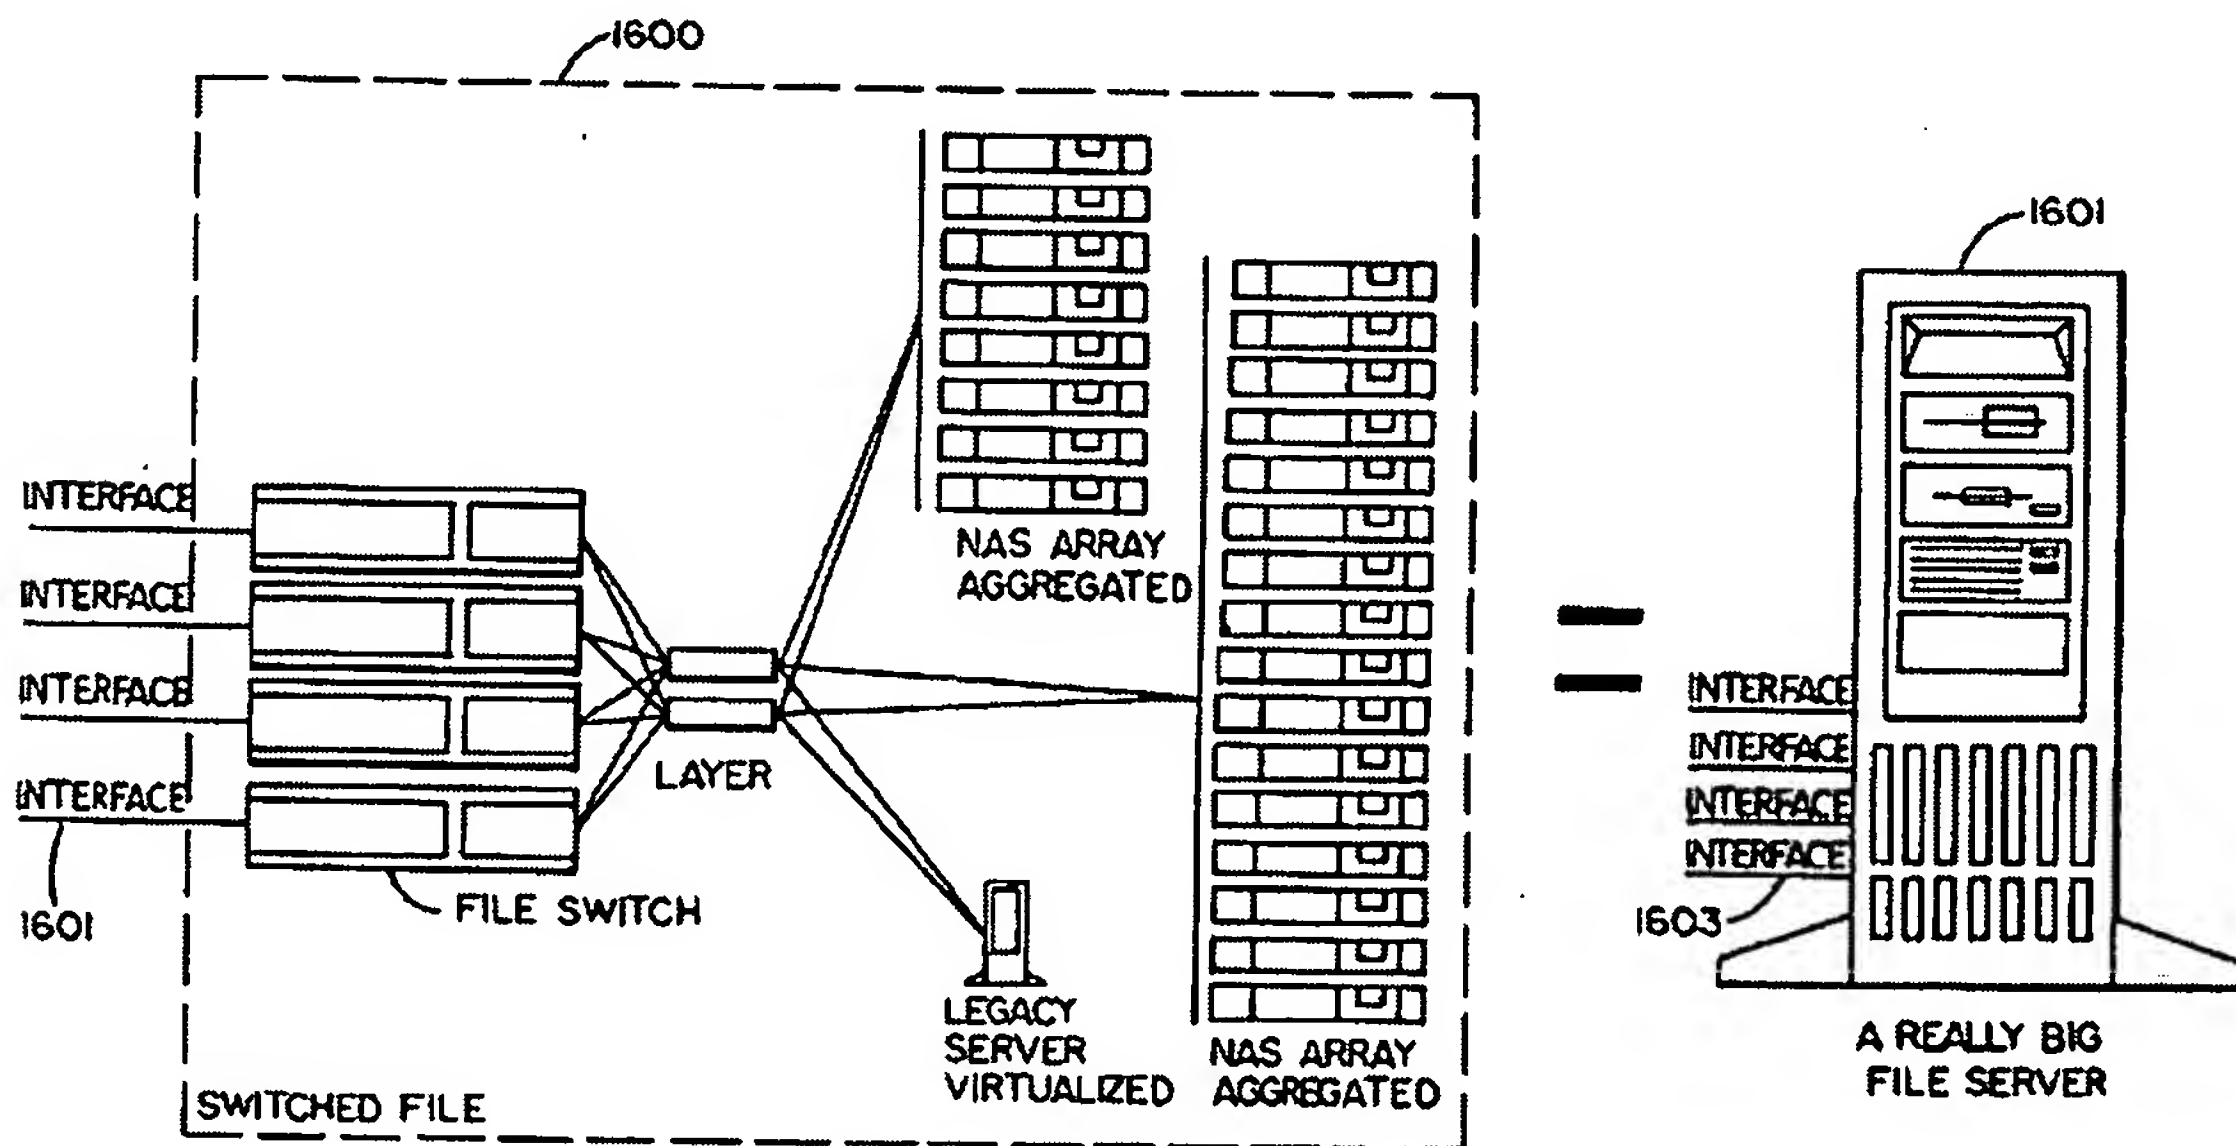 1600
1601
INTERFACE
INTERFACE
INTERFACE
INTERFACE
1601
FILE SWITCH
LAYER
NAS ARRAY
AGGREGATED
LEGACY
SERVER
VIRTUALIZED
NAS ARRAY
AGGREGATED
SWITCHED FILE
INTERFACE
INTERFACE
INTERFACE
INTERFACE
1603
A REALLY BIG
FILE SERVER